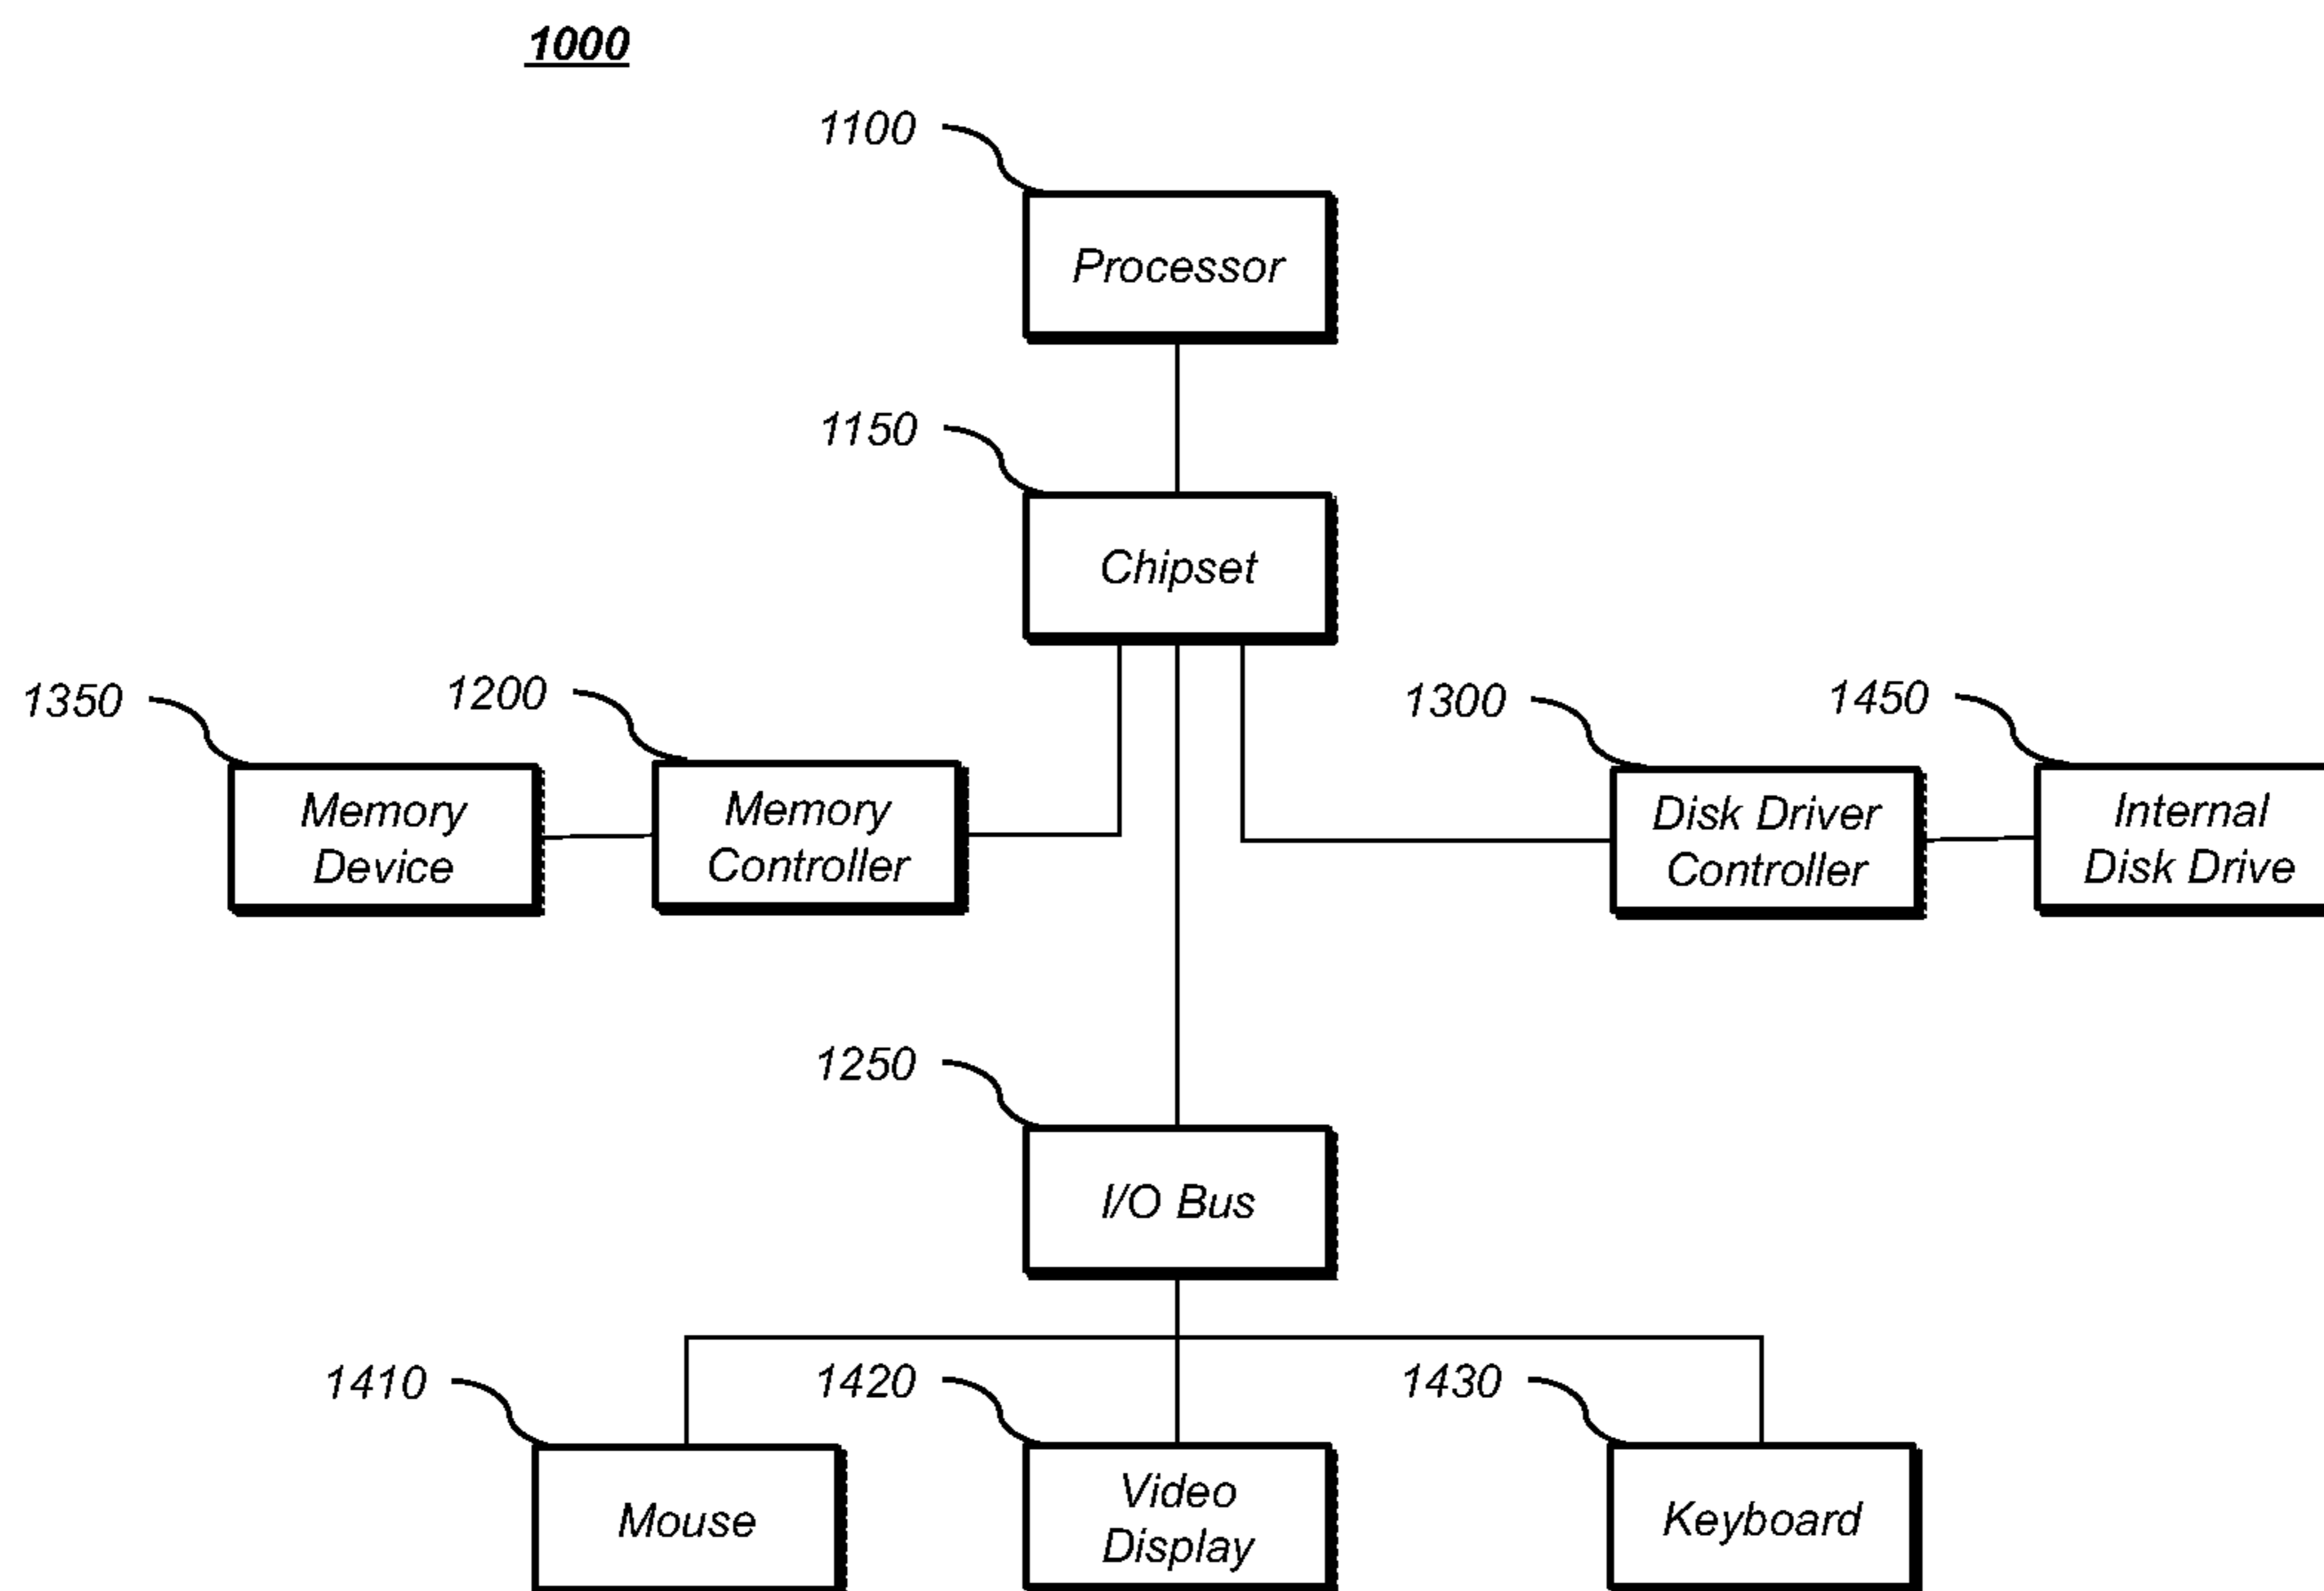 1000
1100
Processor
1150
Chipset
1350
1200
1300
1450
Memory
Device
Memory
Controller
Disk Driver
Controller
Internal
Disk Drive
1250
I/O Bus
1410
1420
1430
Mouse
Video
Display
Keyboard